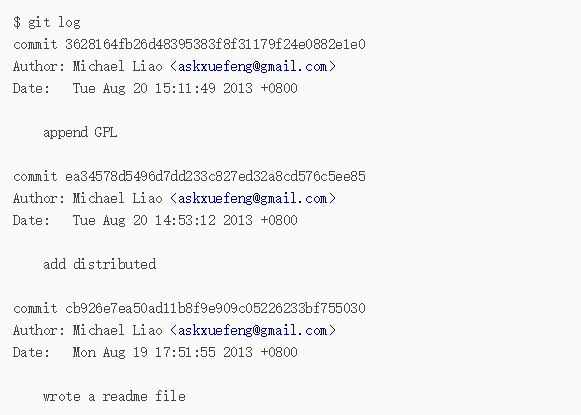 $ git log
commit 3628164fb26d48395383f8f31179f24e0882e1e0
Author: Michael Liao <askxuefeng@gmail.com>
Date:   Tue Aug 20 15:11:49 2013 +0800
    append GPL
commit ea34578d5496d7dd233c827ed32a8cd576c5ee85
Author: Michael Liao <askxuefeng@gmail.com>
Date:   Tue Aug 20 14:53:12 2013 +0800
    add distributed
commit cb926e7ea50ad11b8f9e909c05226233bf755030
Author: Michael Liao <askxuefeng@gmail.com>
Date:   Mon Aug 19 17:51:55 2013 +0800
    wrote a readme file